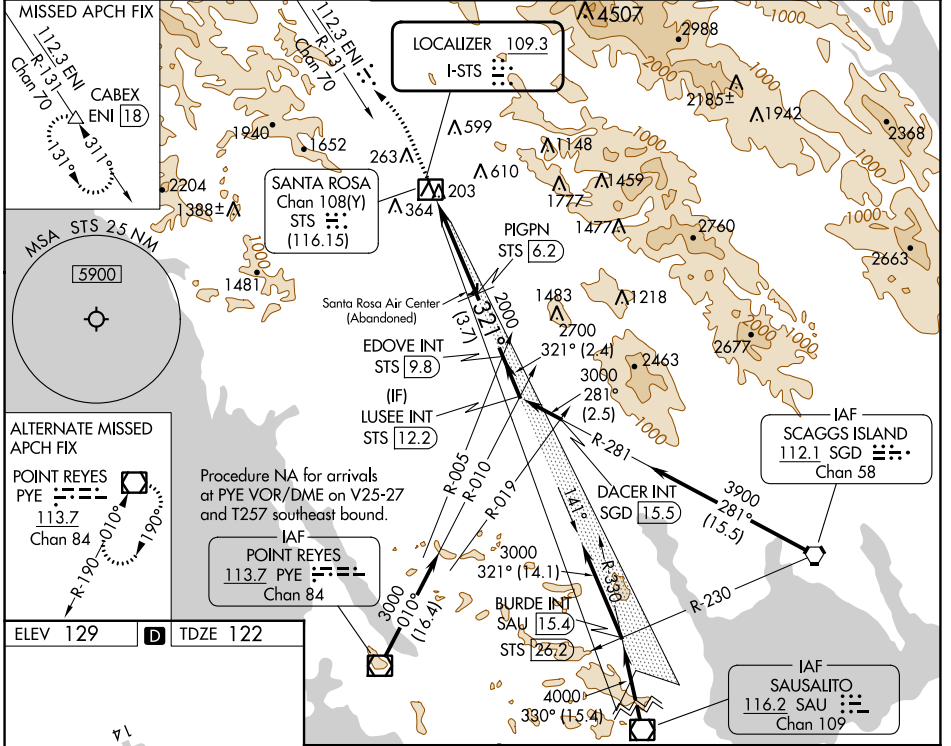 MISSED APCH FIX
112.3 ENI
R-131
Chan 70
CABEX
ENI 18
131°
311°
112.3 ENI
R-131
Chan 70
LOCALIZER 109.3
I-STS
4507
2988
1000
2000
1000
2185±
1942
2368
1000
1940
1652
263
599
610
1148
1459
1777
1477
2760
2663
1000
2204
1388±
1000
1481
SANTA ROSA
Chan 108(Y)
STS
(116.15)
203
364
PIGPN
STS 6.2
MSA STS 25 NM
5900
Santa Rosa Air Center
(Abandoned)
321°
(3.7)
2000
1483
1218
2700
321° (2.4)
2463
2677
2000
1000
1000
EDOVE INT
STS 9.8
(IF)
LUSEE INT
STS 12.2
3000
281°
(2.5)
R-281
IAF
SCAGGS ISLAND
112.1 SGD
Chan 58
ALTERNATE MISSED
APCH FIX
POINT REYES
PYE
113.7
Chan 84
010°
190°
R-190
Procedure NA for arrivals
at PYE VOR/DME on V25-27
and T257 southeast bound.
R-005
R-010
R-019
141°
DACER INT
SGD 15.5
3900
281°
(15.5)
IAF
POINT REYES
113.7 PYE
Chan 84
3000
010°
(16.4)
3000
321° (14.1)
R-330
R-230
BURDE INT
SAU 15.4
STS 26.2
4000
330° (15.4)
IAF
SAUSALITO
116.2 SAU
Chan 109
ELEV 129
D
TDZE 122
14